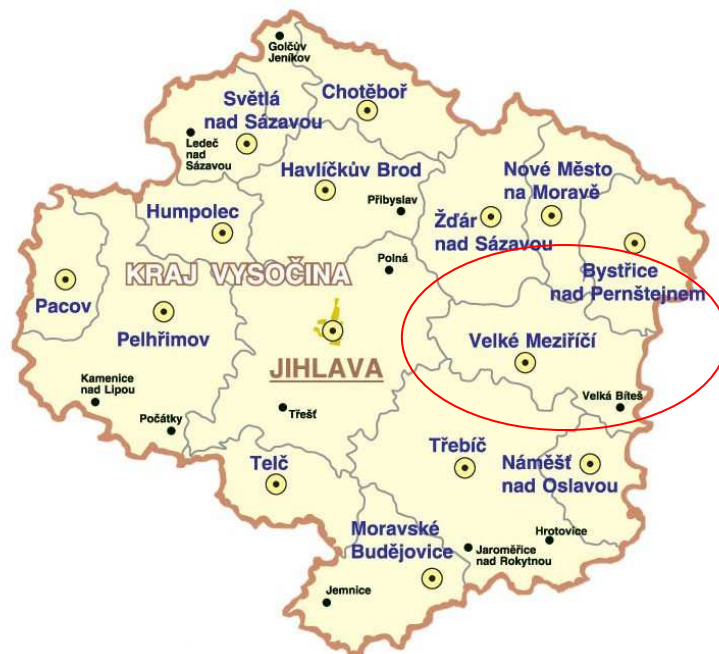 Golčův
Jeníkov
Chotěboř
Světlá
nad Sázavou
Ledeč
nad
Sázavou
Havlíčkův Brod
Přibyslav
Nové Město
na Moravě
Žďár
nad Sázavou
Humpolec
Polná
KRAJ VYSOČINA
Bystřice
nad Pernštejnem
Pacov
Pelhřimov
Velké Meziříčí
JIHLAVA
Kamenice
nad Lipou
Počátky
Třešť
Velká Bíteš
Telč
Třebíč
Náměšť
nad Oslavou
Moravské
Budějovice
Hrotovice
Jaroměřice
nad Rokytnou
Jemnice